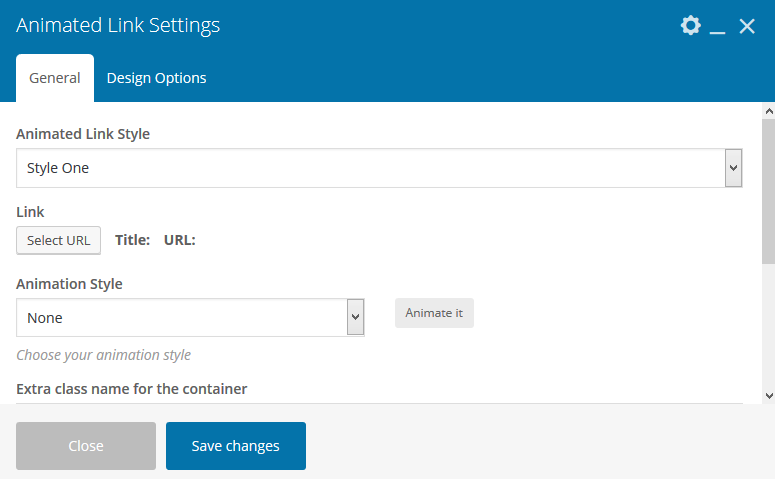 Animated Link Settings
General Design Options
Animated Link Style
Style One
Link
Select URL Title: URL:
Animation Style
None Animate it
Choose your animation style
Extra class name for the container
Close Save changes